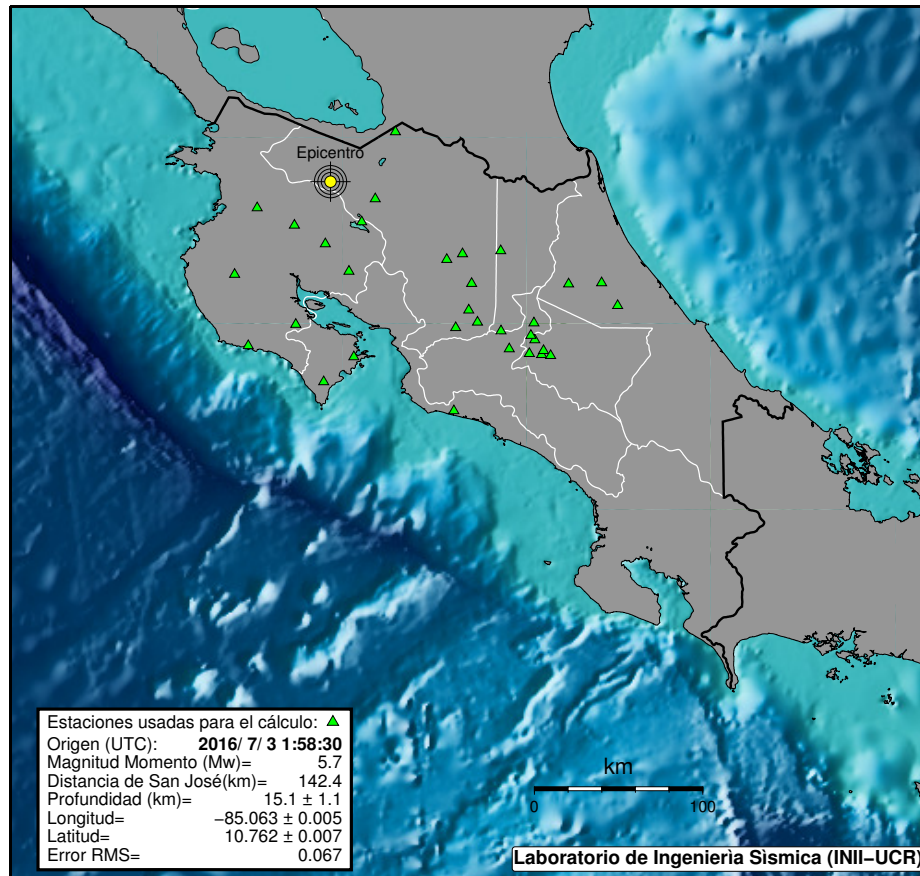 Epicentro
km
0 100
Estaciones usadas para el cálculo:
Origen (UTC): 2016/ 7/ 3 1:58:30
Magnitud Momento (Mw)= 5.7
Distancia de San José(km)= 142.4
Profundidad (km)= 15.1 ± 1.1
Longitud= −85.063 ± 0.005
Latitud= 10.762 ± 0.007
Error RMS= 0.067
Laboratorio de Ingenierìa Sìsmica (INII−UCR)